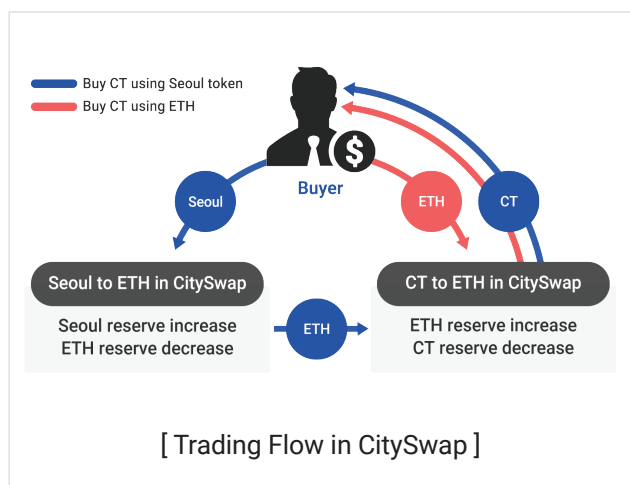 Buy CT using Seoul token
Buy CT using ETH
$
Buyer
Seoul
ETH
CT
Seoul to ETH in CitySwap
CT to ETH in CitySwap
Seoul reserve increase
ETH reserve decrease
ETH
ETH reserve increase
CT reserve decrease
[ Trading Flow in CitySwap ]